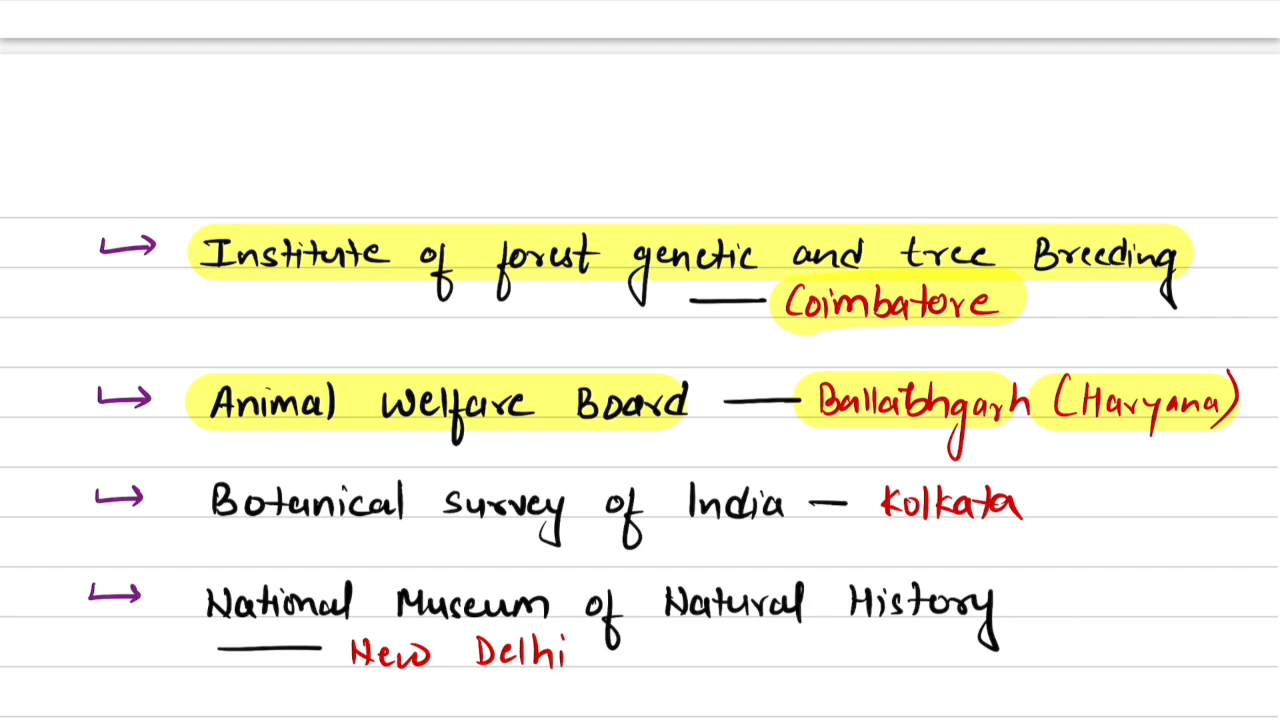 ↳ Institute of forest genetic and tree Breeding
— Coimbatore
↳ Animal Welfare Board — Ballabhgarh (Haryana)
↳ Botanical survey of India — Kolkata
↳ National Museum of Natural History
— New Delhi